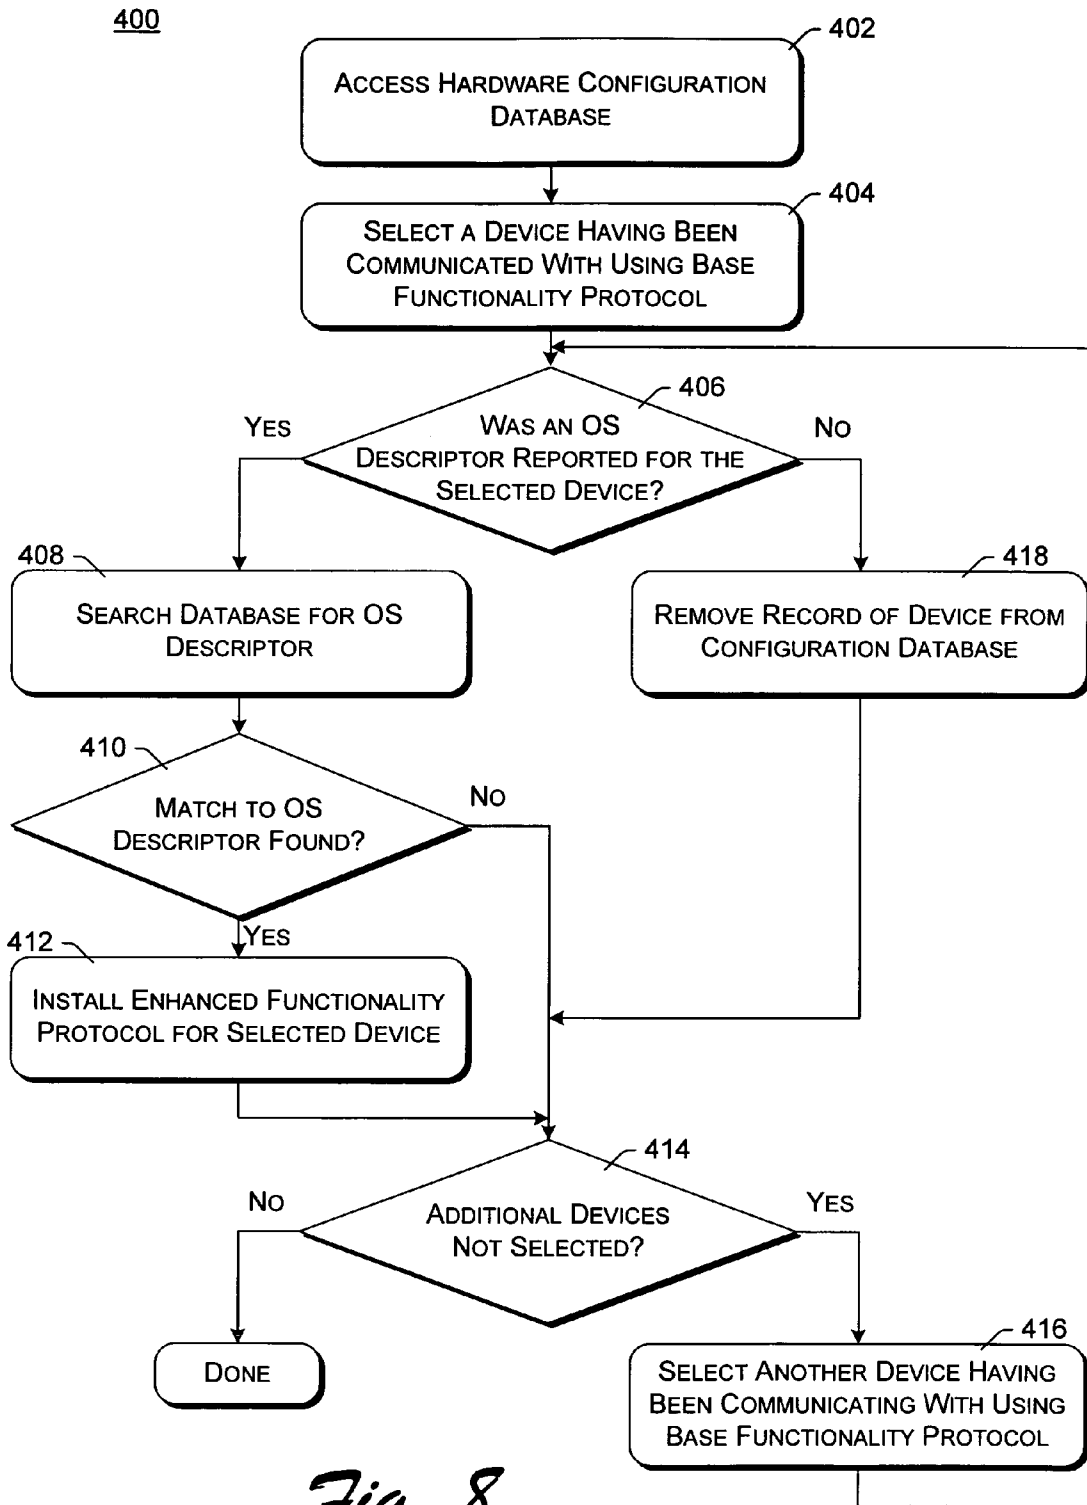 400
402
ACCESS HARDWARE CONFIGURATION
DATABASE
404
SELECT A DEVICE HAVING BEEN
COMMUNICATED WITH USING BASE
FUNCTIONALITY PROTOCOL
406
YES
WAS AN OS
DESCRIPTOR REPORTED FOR THE
SELECTED DEVICE?
NO
408
SEARCH DATABASE FOR OS
DESCRIPTOR
418
REMOVE RECORD OF DEVICE FROM
CONFIGURATION DATABASE
410
MATCH TO OS
DESCRIPTOR FOUND?
NO
YES
412
INSTALL ENHANCED FUNCTIONALITY
PROTOCOL FOR SELECTED DEVICE
414
NO
ADDITIONAL DEVICES
NOT SELECTED?
YES
DONE
416
SELECT ANOTHER DEVICE HAVING
BEEN COMMUNICATING WITH USING
BASE FUNCTIONALITY PROTOCOL
Fig. 8